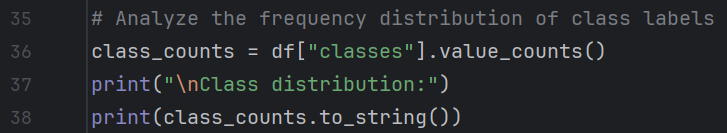 35 # Analyze the frequency distribution of class labels
36 class_counts = df["classes"].value_counts()
37 print("\nClass distribution:")
38 print(class_counts.to_string())